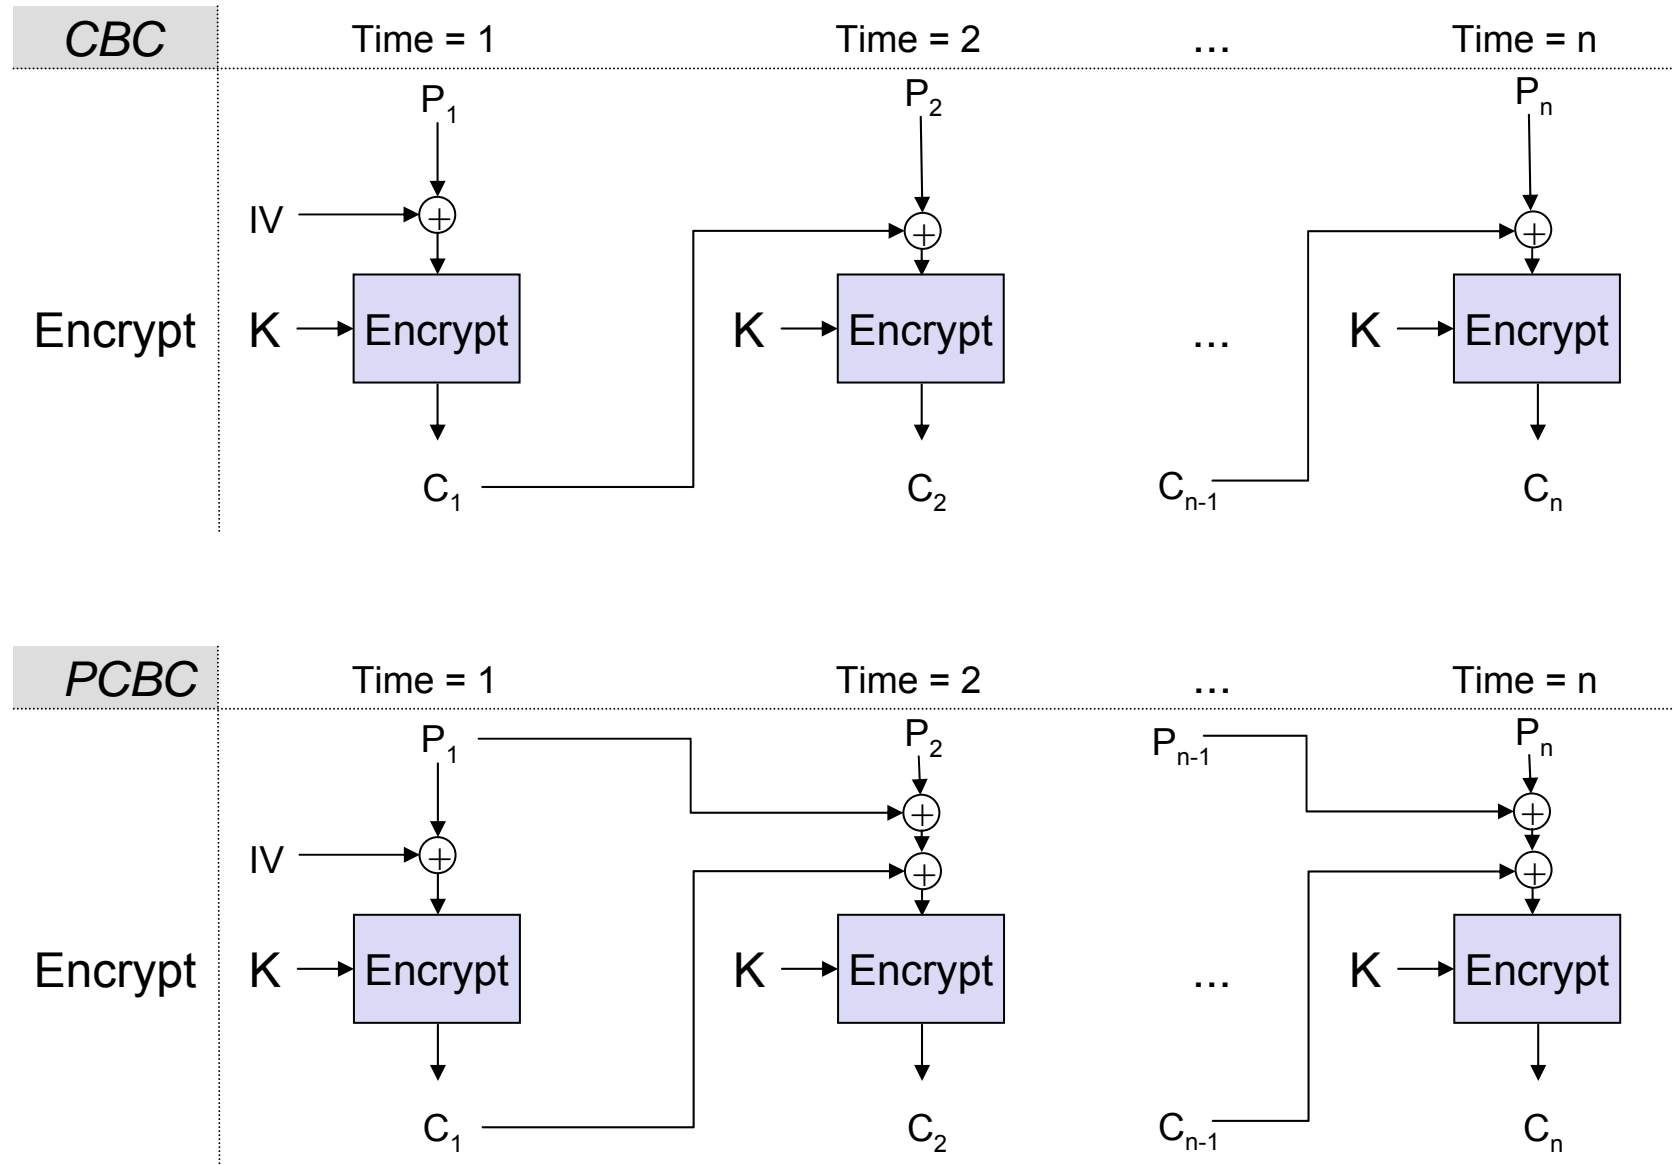 CBC Time = 1 Time = 2 ... Time = n
P1 P2 Pn
IV + + +
Encrypt K Encrypt K Encrypt ... K Encrypt
C1 C2 Cn-1 Cn
PCBC Time = 1 Time = 2 ... Time = n
P1 P2 Pn-1 Pn
+ +
IV + + +
Encrypt K Encrypt K Encrypt ... K Encrypt
C1 C2 Cn-1 Cn